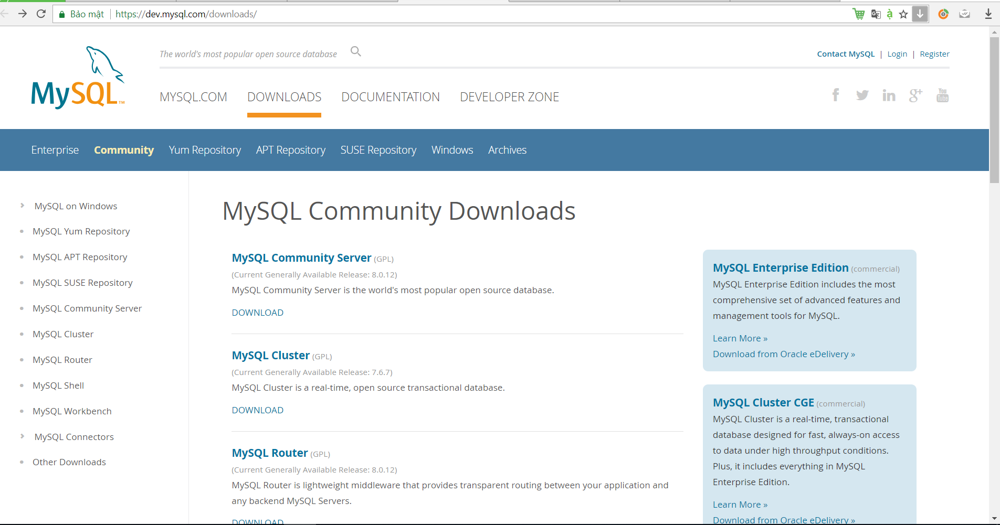 Bảo mật https://dev.mysql.com/downloads/
MySQL™
The world's most popular open source database
Contact MySQL | Login | Register
MYSQL.COM DOWNLOADS DOCUMENTATION DEVELOPER ZONE
You Tube
Enterprise Community Yum Repository APT Repository SUSE Repository Windows Archives
MySQL on Windows
MySQL Yum Repository
MySQL APT Repository
MySQL SUSE Repository
MySQL Community Server
MySQL Cluster
MySQL Router
MySQL Shell
MySQL Workbench
MySQL Connectors
Other Downloads
MySQL Community Downloads
MySQL Community Server (GPL)
(Current Generally Available Release: 8.0.12)
MySQL Community Server is the world's most popular open source database.
DOWNLOAD
MySQL Cluster (GPL)
(Current Generally Available Release: 7.6.7)
MySQL Cluster is a real-time, open source transactional database.
DOWNLOAD
MySQL Router (GPL)
(Current Generally Available Release: 8.0.12)
MySQL Router is lightweight middleware that provides transparent routing between your application and
any backend MySQL Servers.
DOWNLOAD
MySQL Enterprise Edition (commercial)
MySQL Enterprise Edition includes the most
comprehensive set of advanced features and
management tools for MySQL.
Learn More »
Download from Oracle eDelivery »
MySQL Cluster CGE (commercial)
MySQL Cluster is a real-time, transactional
database designed for fast, always-on access
to data under high throughput conditions.
Plus, it includes everything in MySQL
Enterprise Edition.
Learn More »
Download from Oracle eDelivery »